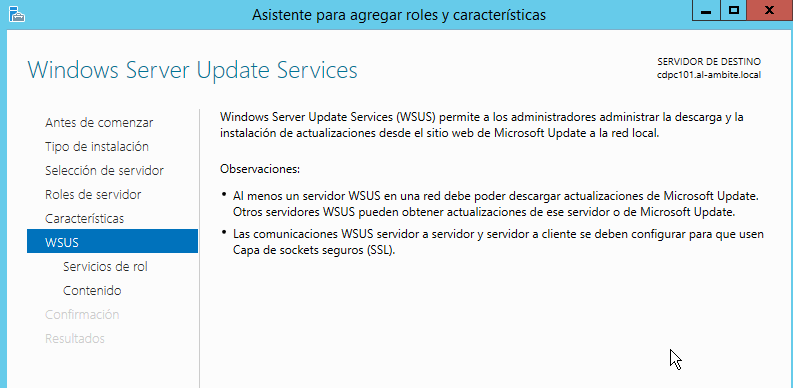 Asistente para agregar roles y características
Windows Server Update Services
SERVIDOR DE DESTINO
cdpc101.al-ambite.local
Antes de comenzar
Tipo de instalación
Selección de servidor
Roles de servidor
Características
WSUS
Servicios de rol
Contenido
Confirmación
Resultados
Windows Server Update Services (WSUS) permite a los administradores administrar la descarga y la
instalación de actualizaciones desde el sitio web de Microsoft Update a la red local.
Observaciones:
• Al menos un servidor WSUS en una red debe poder descargar actualizaciones de Microsoft Update.
Otros servidores WSUS pueden obtener actualizaciones de ese servidor o de Microsoft Update.
• Las comunicaciones WSUS servidor a servidor y servidor a cliente se deben configurar para que usen
Capa de sockets seguros (SSL).